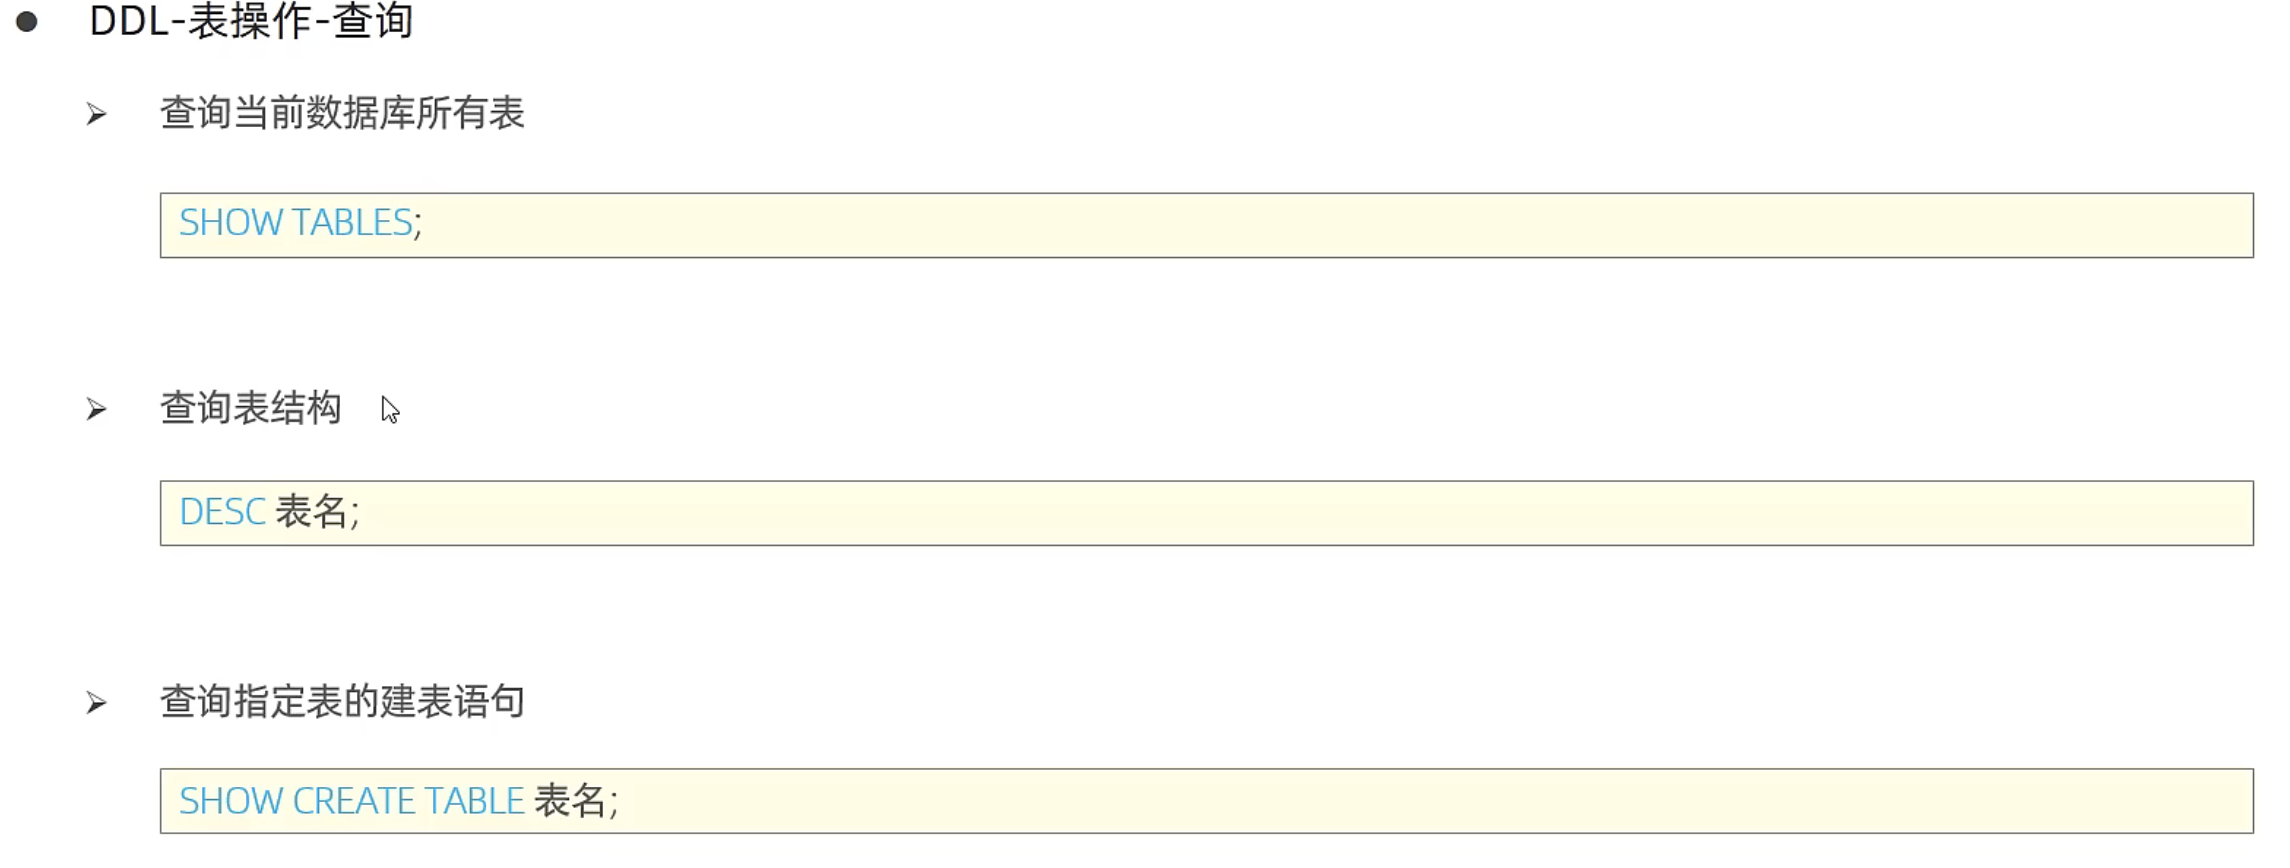 DDL-表操作-查询
查询当前数据库所有表
SHOW TABLES;
查询表结构
DESC 表名;
查询指定表的建表语句
SHOW CREATE TABLE 表名;